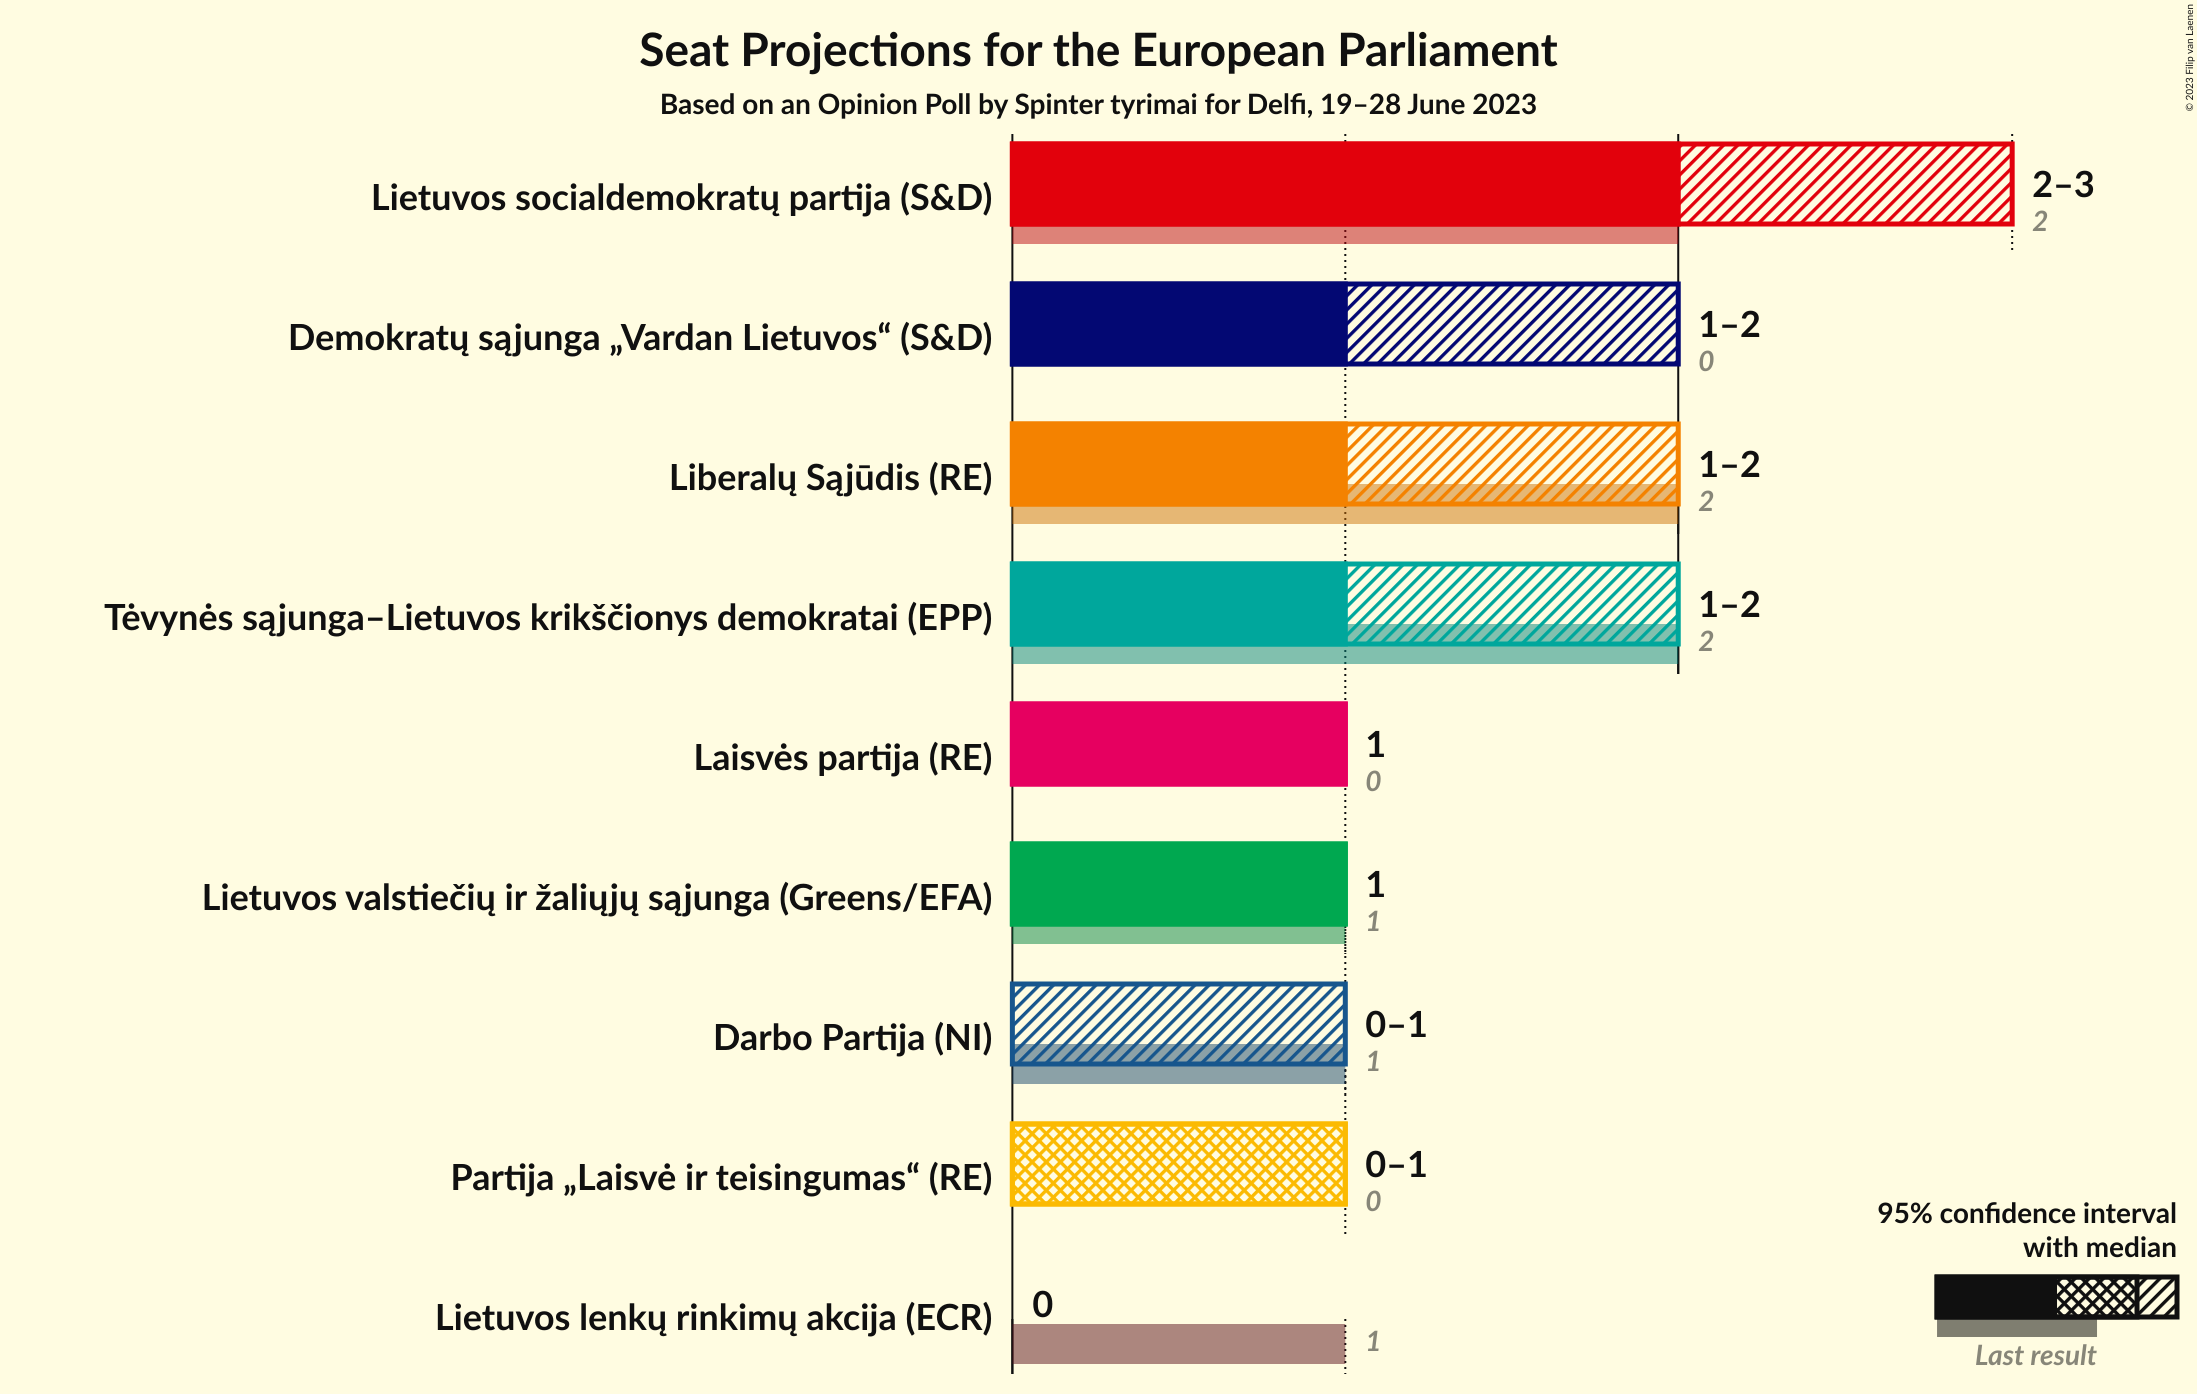 Seat Projections for the European Parliament
Based on an Opinion Poll by Spinter tyrimai for Delfi, 19–28 June 2023
© 2023 Filip van Laenen
Lietuvos socialdemokratų partija (S&D)
2–3
2
Demokratų sąjunga „Vardan Lietuvos“ (S&D)
1–2
0
Liberalų Sąjūdis (RE)
1–2
2
Tėvynės sąjunga–Lietuvos krikščionys demokratai (EPP)
1–2
2
Laisvės partija (RE)
1
0
Lietuvos valstiečių ir žaliųjų sąjunga (Greens/EFA)
1
1
Darbo Partija (NI)
0–1
1
Partija „Laisvė ir teisingumas“ (RE)
0–1
0
Lietuvos lenkų rinkimų akcija (ECR)
0
1
95% confidence interval
with median
Last result